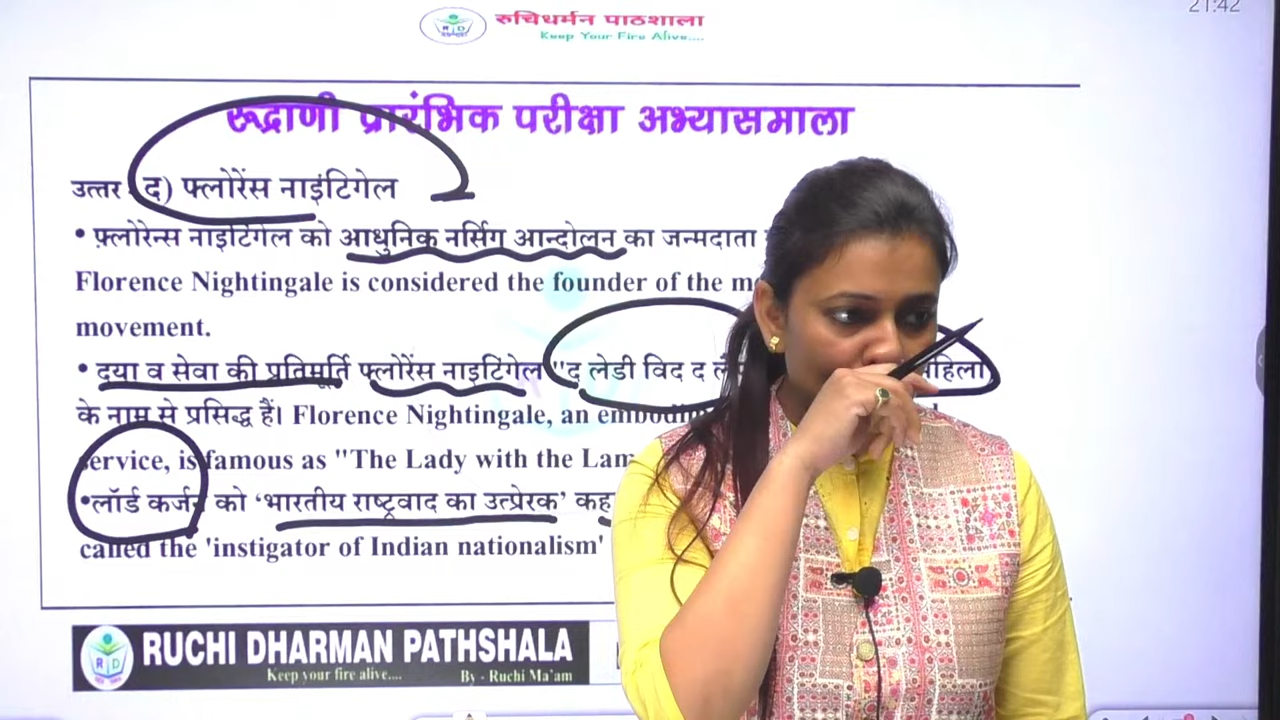 21:42
RD
रुचिधर्मन पाठशाला
Keep Your Fire Alive....
रूद्राणी प्रारंभिक परीक्षा अभ्यासमाला
उत्तर द) फ्लोरेंस नाइंटिगेल
• फ़्लोरेन्स नाइटिंगेल को आधुनिक नर्सिग आन्दोलन का जन्मदाता
Florence Nightingale is considered the founder of the
movement.
• दया व सेवा की प्रतिमूर्ति फ्लोरेंस नाइटिंगेल "द लेडी विद द महिला
के नाम से प्रसिद्ध हैं। Florence Nightingale, an
service, is famous as "The Lady with the
•लॉर्ड कर्जन को ‘भारतीय राष्ट्रवाद का उत्प्रेरक’
called the 'instigator of Indian nationalism'
RD
RUCHI DHARMAN PATHSHALA
Keep your fire alive.... By - Ruchi Ma'am